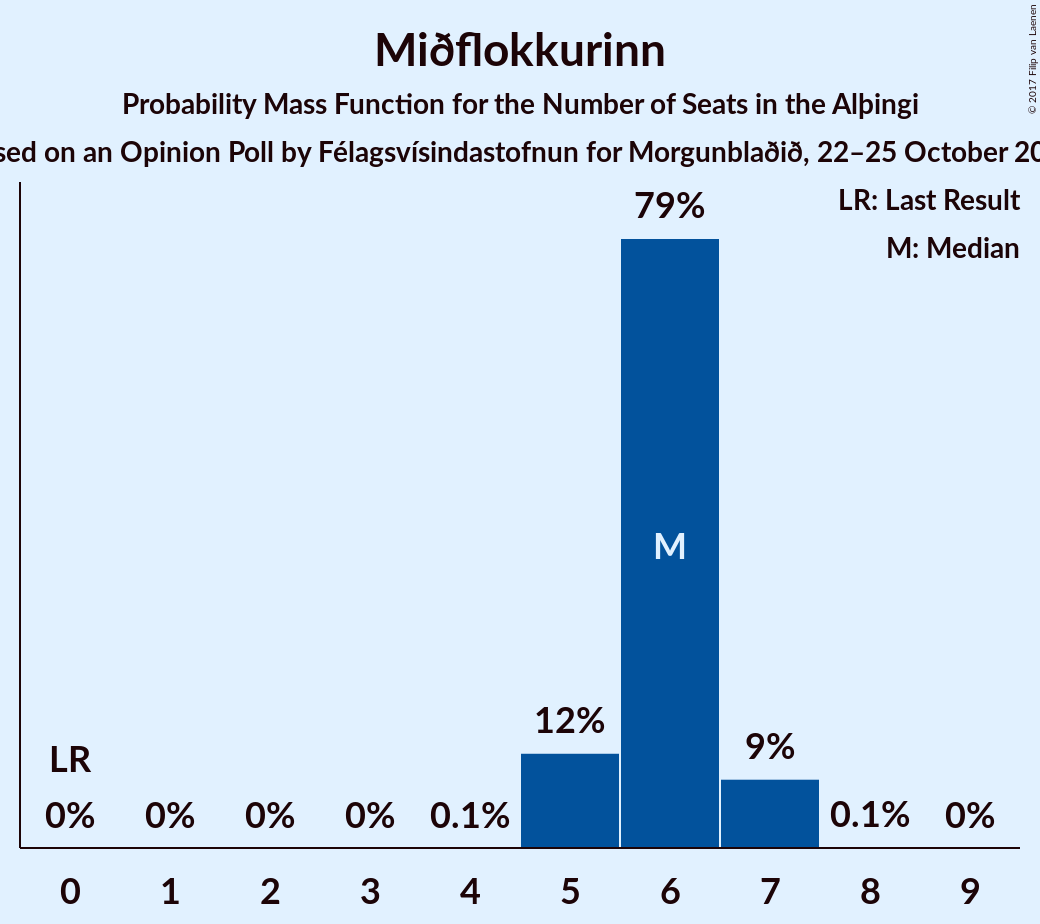 Miðflokkurinn
Probability Mass Function for the Number of Seats in the Alþingi
sed on an Opinion Poll by Félagsvísindastofnun for Morgunblaðið, 22–25 October 20
© 2017 Filip van Laenen
LR: Last Result
M: Median
79%
M
12%
9%
LR
0% 0% 0% 0% 0.1% 0.1% 0%
0 1 2 3 4 5 6 7 8 9